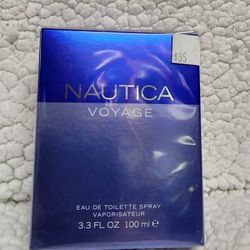 $35
NAUTICA
VOYAGE
EAU DE TOILETTE SPRAY
VAPORISATEUR
3.3 FL OZ 100 ml e